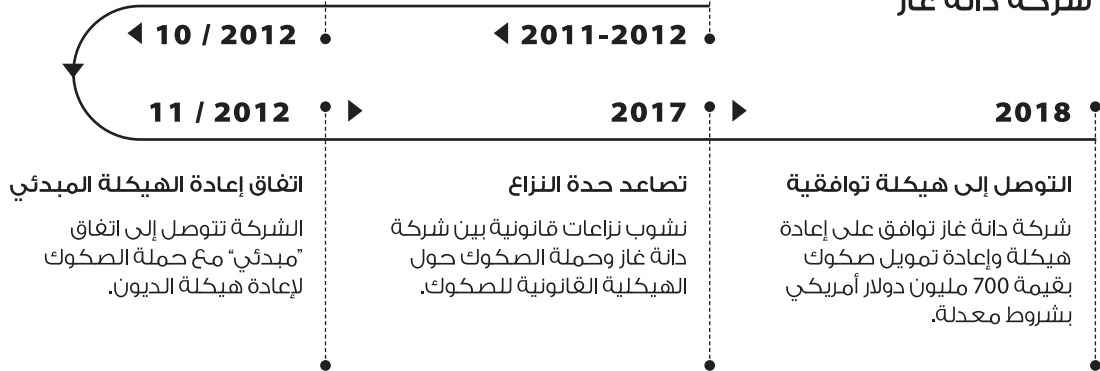 شركة دانة غاز
2011-2012
10 / 2012
11 / 2012
اتفاق إعادة الهيكلة المبدئي
الشركة تتوصل إلى اتفاق
"مبدئي" مع حملة الصكوك
لإعادة هيكلة الديون.
2017
تصاعد حدة النزاع
نشوب نزاعات قانونية بين شركة
دانة غاز وحملة الصكوك حول
الهيكلية القانونية للصكوك.
2018
التوصل إلى هيكلة توافقية
شركة دانة غاز توافق على إعادة
هيكلة وإعادة تمويل صكوك
بقيمة 700 مليون دولار أمريكي
بشروط معدلة.